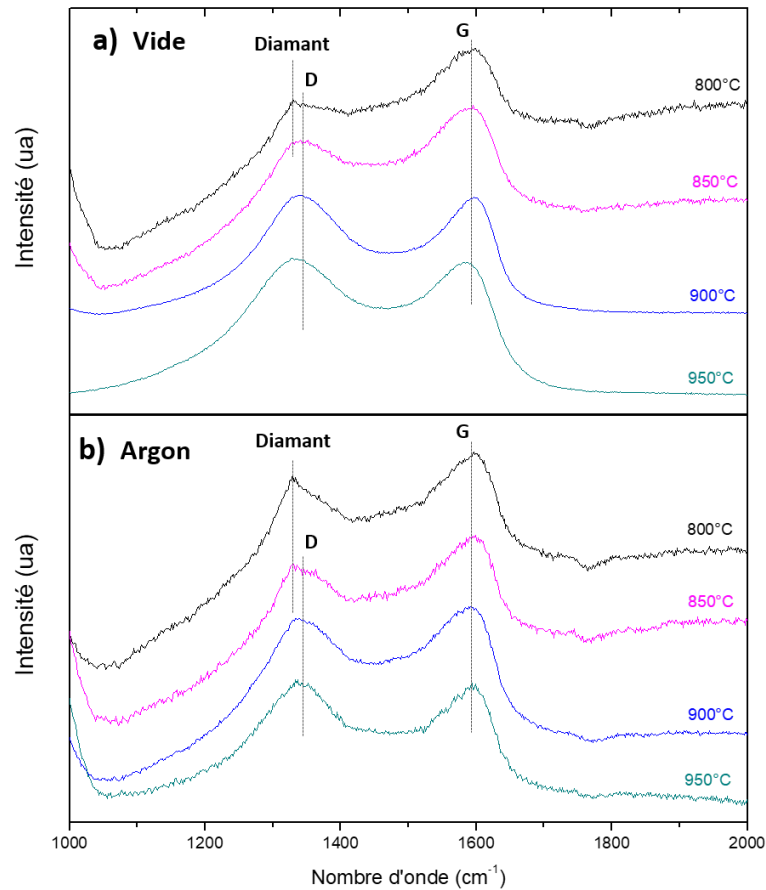 a) Vide
Diamant
D
G
800°C
850°C
900°C
950°C
Intensité (ua)
b) Argon
Diamant
D
G
800°C
850°C
900°C
950°C
Intensité (ua)
1000 1200 1400 1600 1800 2000
Nombre d'onde (cm⁻¹)